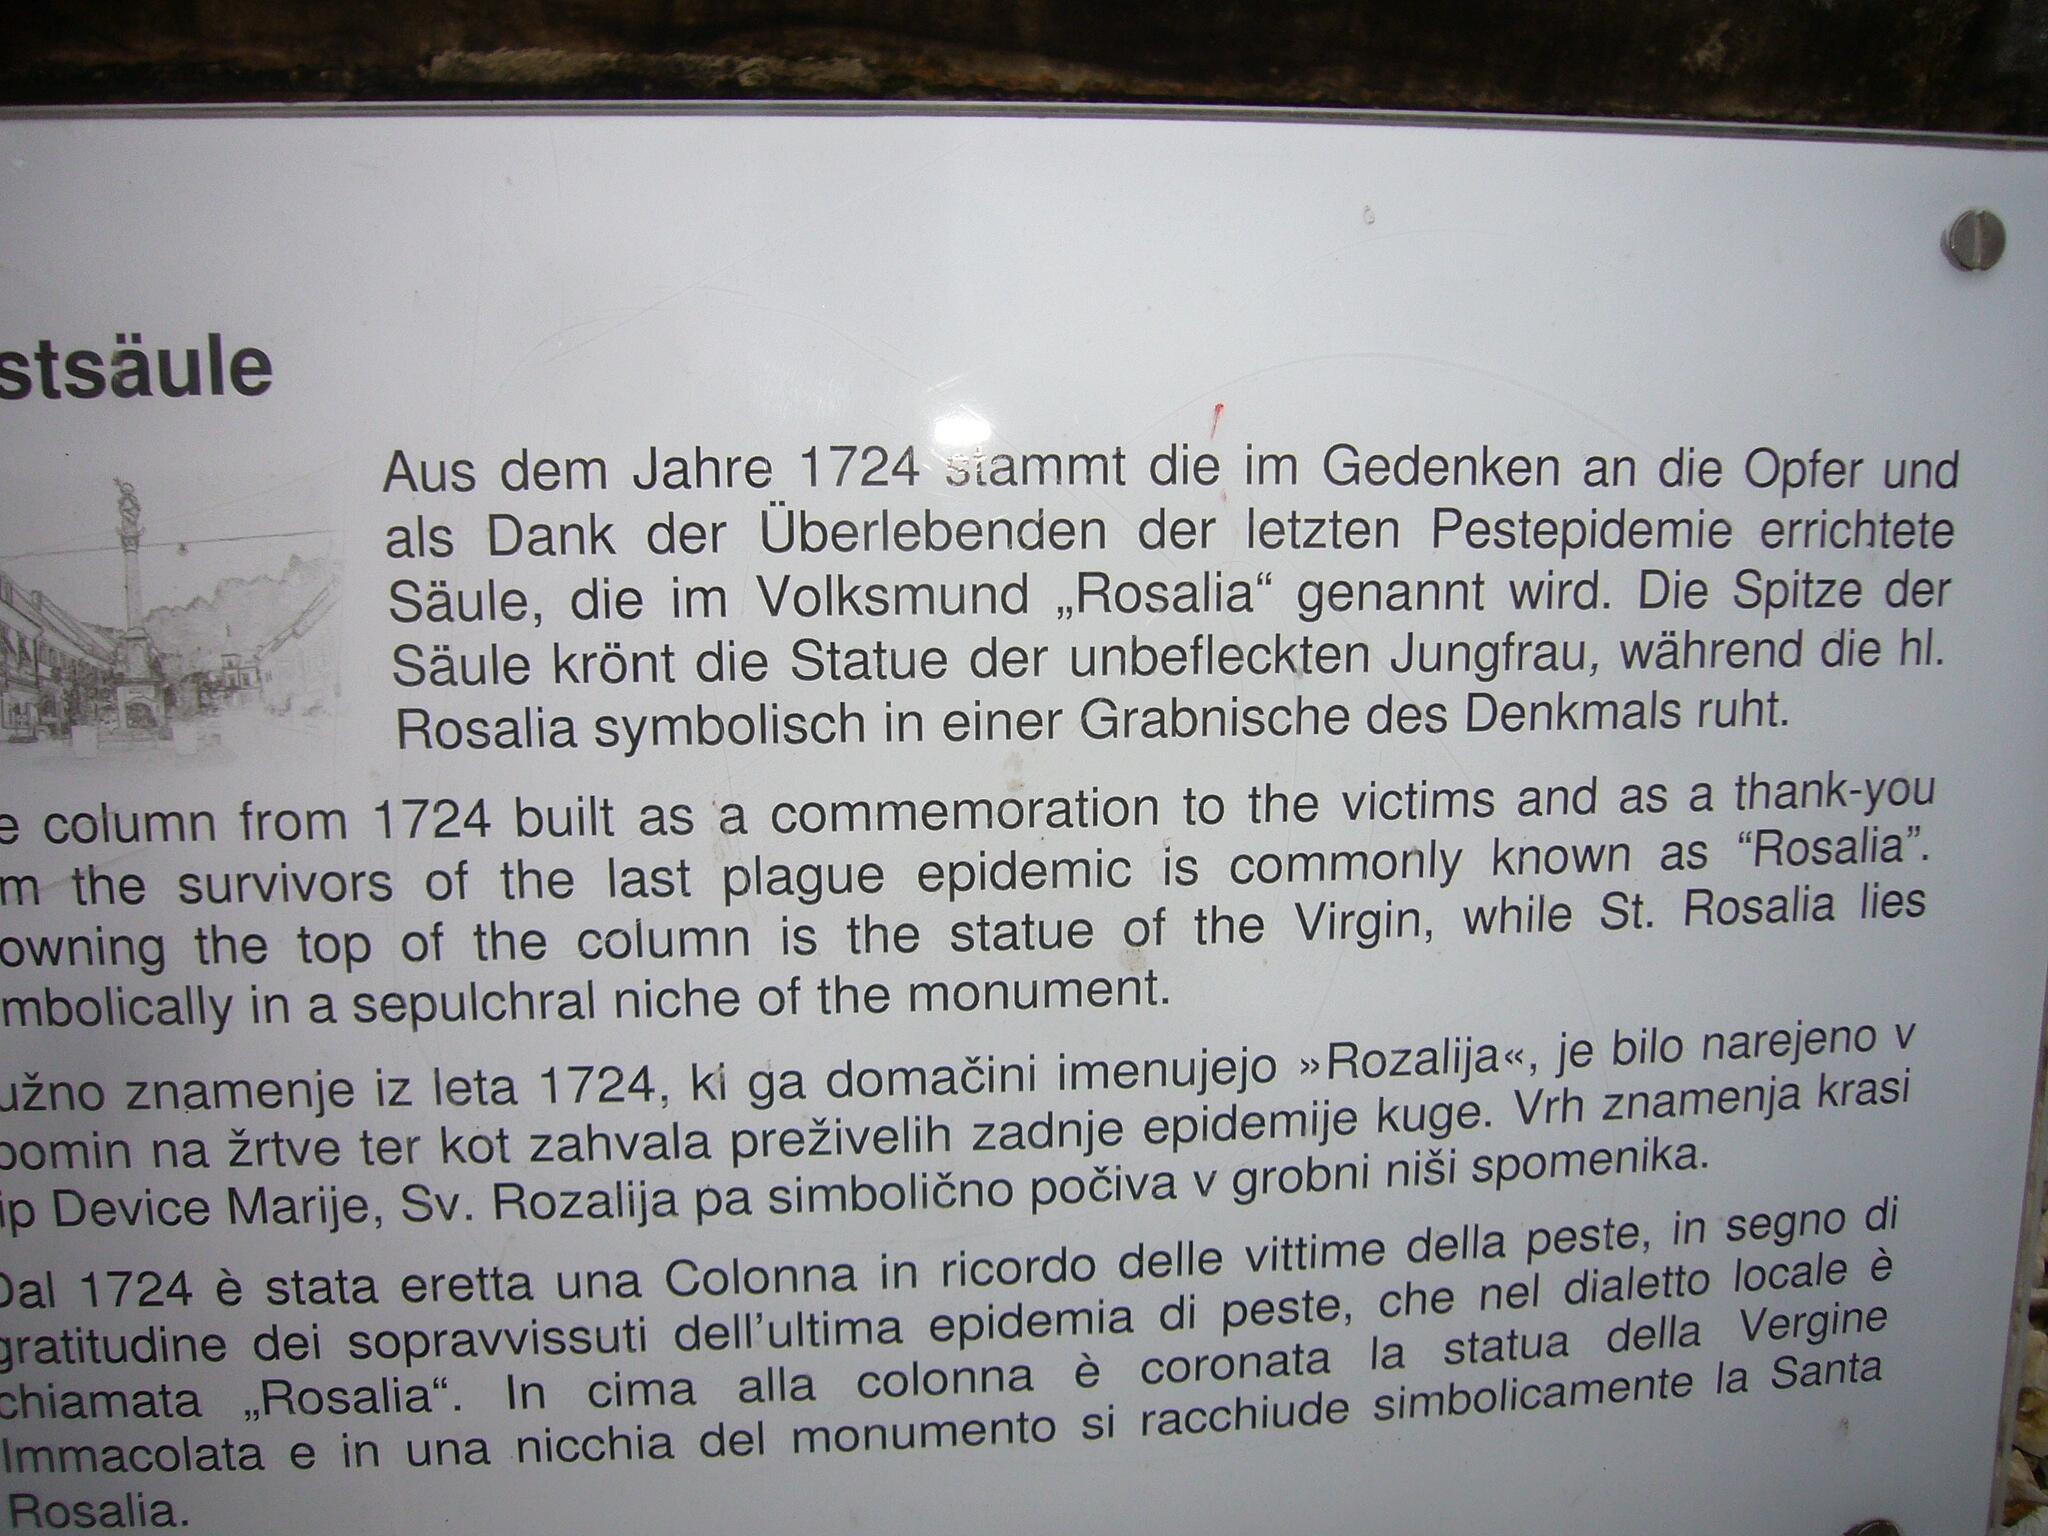 stsäule
Aus dem Jahre 1724 stammt die im Gedenken an die Opfer und
als Dank der Überlebenden der letzten Pestepidemie errichtete
Säule, die im Volksmund „Rosalia“ genannt wird. Die Spitze der
Säule krönt die Statue der unbefleckten Jungfrau, während die hl.
Rosalia symbolisch in einer Grabnische des Denkmals ruht.
e column from 1724 built as a commemoration to the victims and as a thank-you
m the survivors of the last plague epidemic is commonly known as “Rosalia”.
owning the top of the column is the statue of the Virgin, while St. Rosalia lies
mbolically in a sepulchral niche of the monument.
užno znamenje iz leta 1724, ki ga domačini imenujejo »Rozalija«, je bilo narejeno v
pomin na žrtve ter kot zahvala preživelih zadnje epidemije kuge. Vrh znamenja krasi
ip Device Marije, Sv. Rozalija pa simbolično počiva v grobni niši spomenika.
Dal 1724 è stata eretta una Colonna in ricordo delle vittime della peste, in segno di
gratitudine dei sopravvissuti dell'ultima epidemia di peste, che nel dialetto locale è
chiamata „Rosalia“. In cima alla colonna è coronata la statua della Vergine
Immacolata e in una nicchia del monumento si racchiude simbolicamente la Santa
Rosalia.